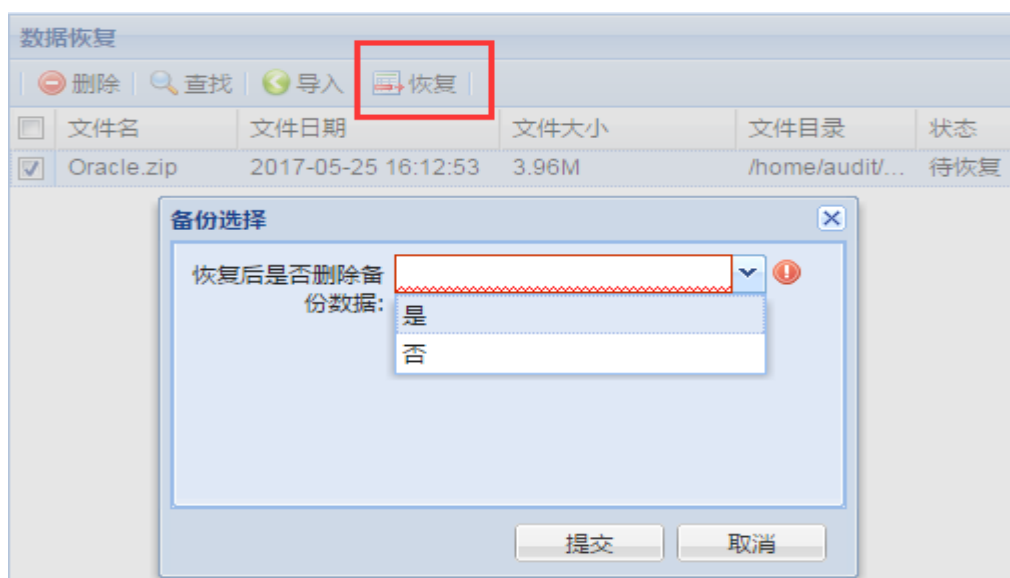 数据恢复
删除 查找 导入 恢复
文件名 文件日期 文件大小 文件目录 状态
Oracle.zip 2017-05-25 16:12:53 3.96M /home/audit/... 待恢复
备份选择
恢复后是否删除备
份数据:
是
否
提交 取消